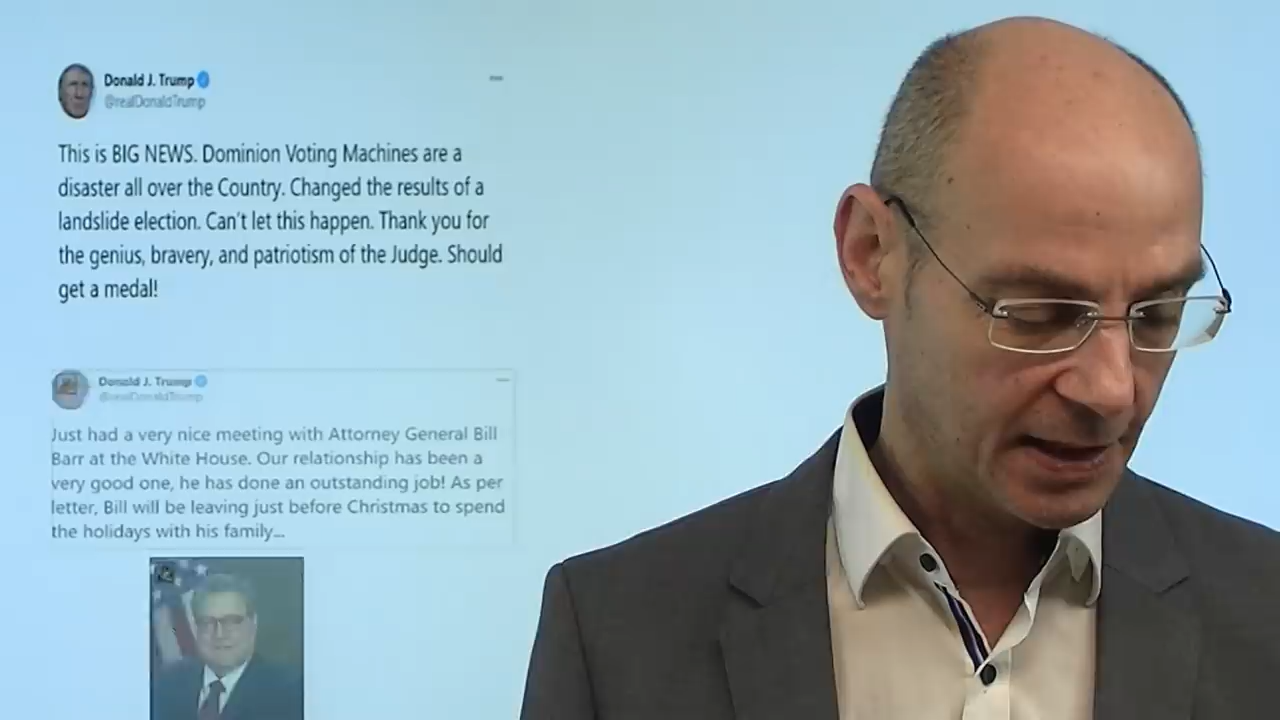 Donald J. Trump
@realDonaldTrump
This is BIG NEWS. Dominion Voting Machines are a
disaster all over the Country. Changed the results of a
landslide election. Can't let this happen. Thank you for
the genius, bravery, and patriotism of the Judge. Should
get a medal!
Donald J. Trump
@realDonaldTrump
Just had a very nice meeting with Attorney General Bill
Barr at the White House. Our relationship has been a
very good one, he has done an outstanding job! As per
letter, Bill will be leaving just before Christmas to spend
the holidays with his family...